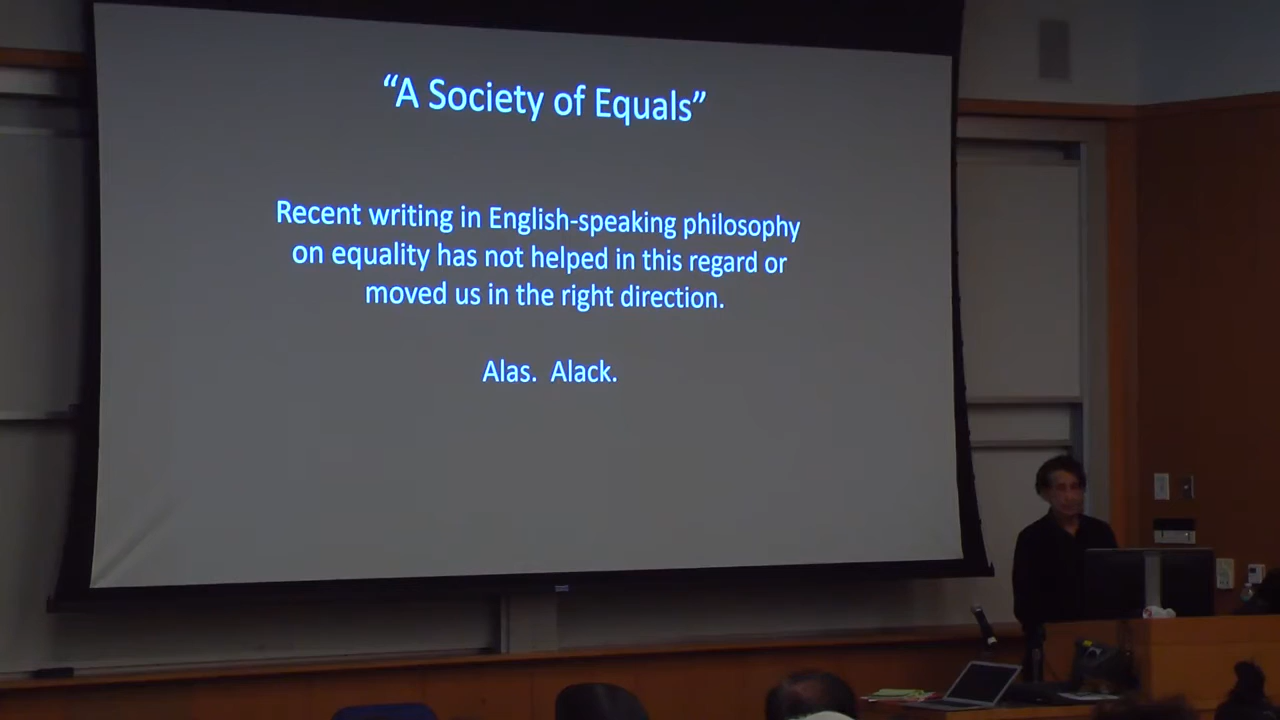 “A Society of Equals”
Recent writing in English-speaking philosophy
on equality has not helped in this regard or
moved us in the right direction.
Alas.  Alack.